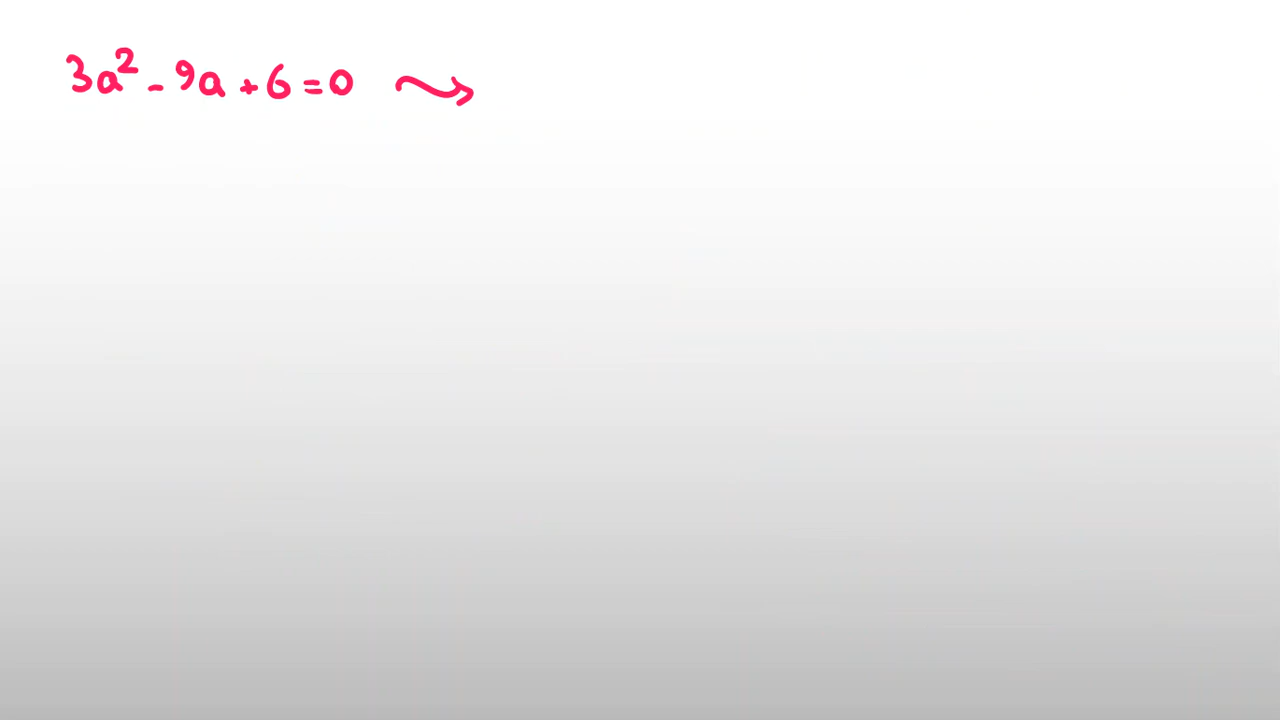 3a² - 9a + 6 = 0 ⇝